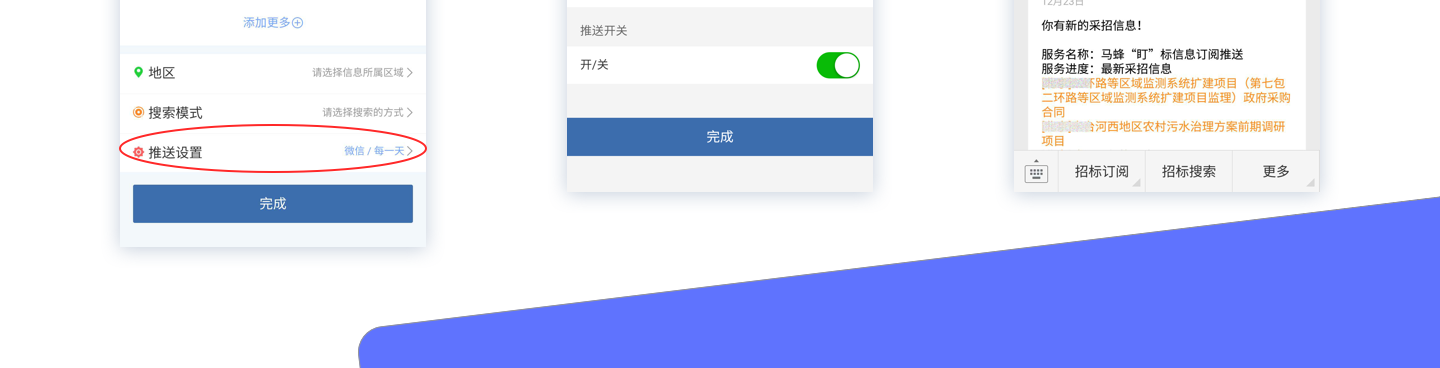 添加更多
地区
请选择信息所属区域
搜索模式
请选择搜索的方式
推送设置
微信 / 每一天
完成
推送开关
开/关
完成
12月23日
你有新的采招信息！
服务名称：马蜂“盯”标信息订阅推送
服务进度：最新采招信息
环路等区域监测系统扩建项目（第七包
二环路等区域监测系统扩建项目监理）政府采购
合同
河西地区农村污水治理方案前期调研
项目
招标订阅
招标搜索
更多